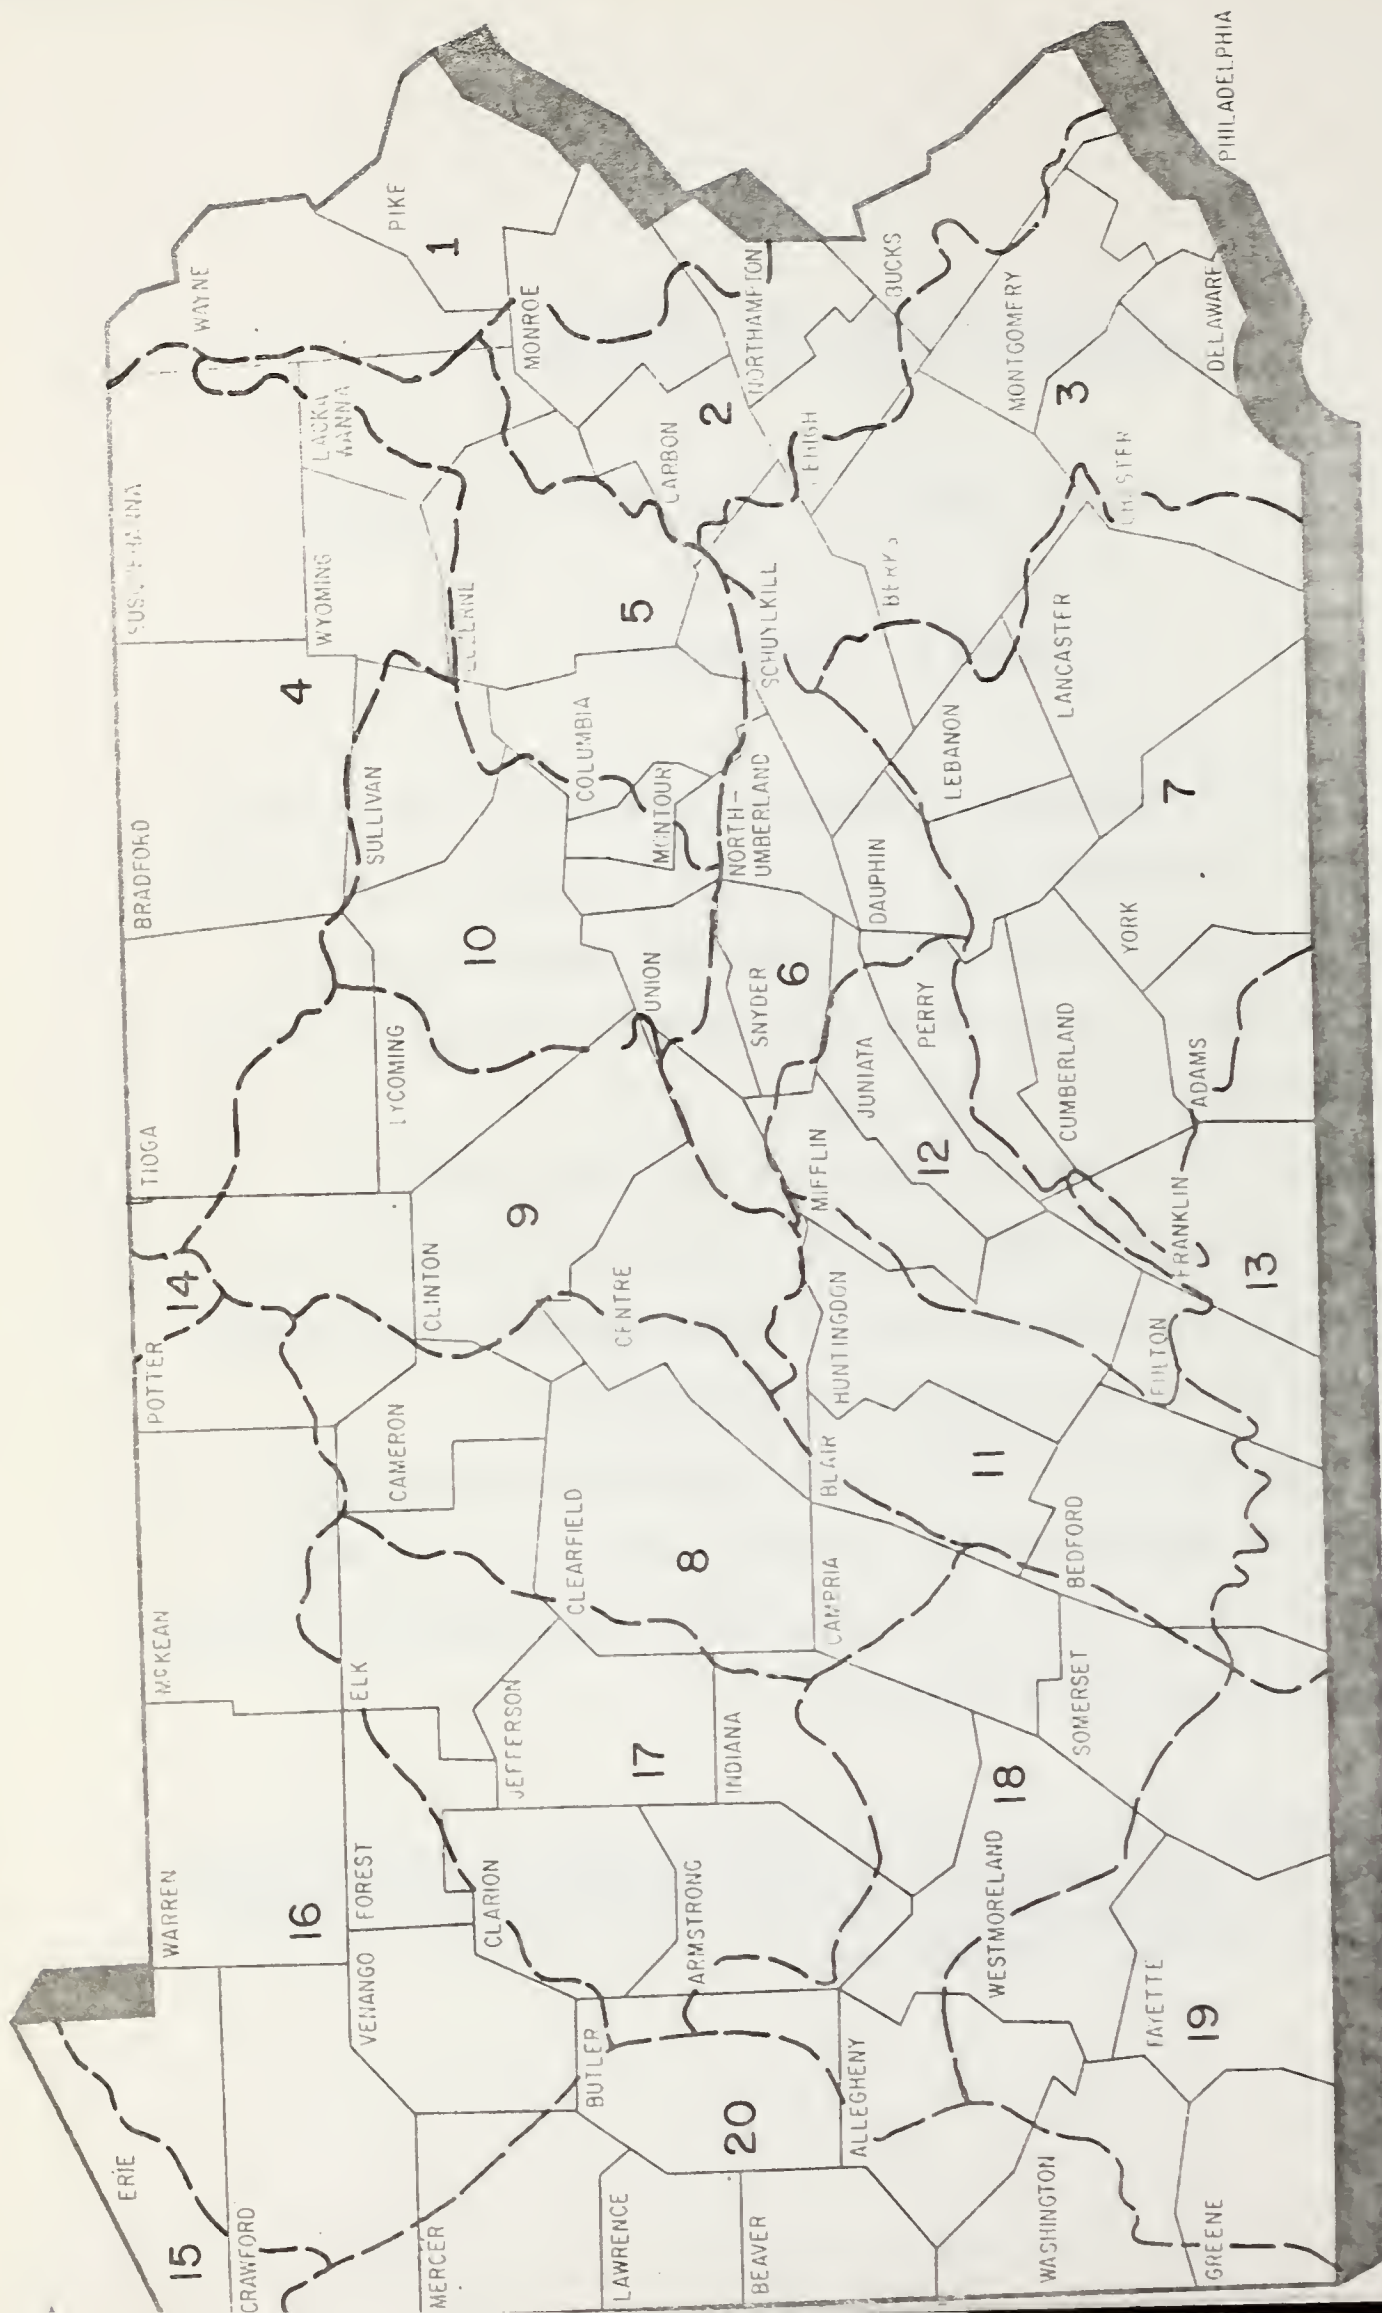 ERIE
15
CRAWFORD
WARREN
16
MCKEAN
POTTER
14
TIOGA
BRADFORD
4
WAYNE
PIKE
1
VENANGO
FOREST
ELK
CAMERON
CLINTON
LYCOMING
10
SULLIVAN
WYOMING
LACKA
WANNA
MONROE
MERCER
CLARION
JEFFERSON
CLEARFIELD
9
CENTRE
UNION
COLUMBIA
MONTOUR
5
CARBON
2
NORTHAMPTON
LAWRENCE
BUTLER
ARMSTRONG
17
INDIANA
8
6
SNYDER
NORTH-
UMBERLAND
SCHUYLKILL
BEAVER
20
ALLEGHENY
CAMPRIA
BLAIR
HUNTINGDON
MIFFLIN
JUNIATA
12
PERRY
DAUPHIN
LEBANON
BUCKS
WESTMORELAND
18
SOMERSET
BEDFORD
11
CUMBERLAND
LANCASTER
MONTGOMERY
3
WASHINGTON
FAYETTE
19
GREENE
FULTON
FRANKLIN
13
ADAMS
YORK
7
DELAWARE
PHILADELPHIA